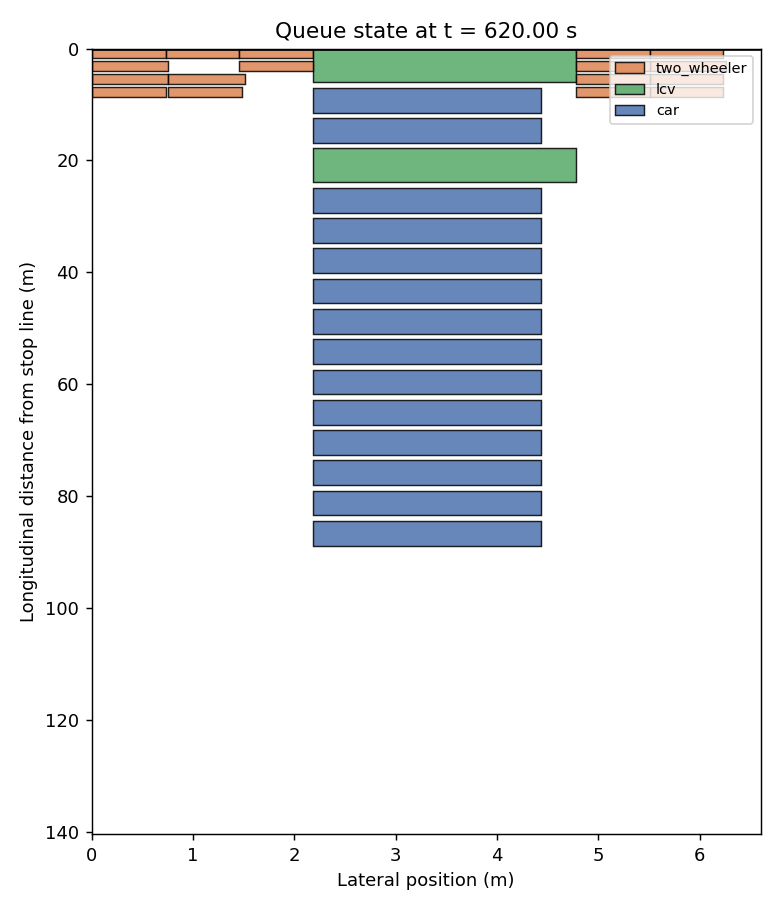 Queue state at t = 620.00 s
two_wheeler
lcv
car
Longitudinal distance from stop line (m)
0
20
40
60
80
100
120
140
0 1 2 3 4 5 6
Lateral position (m)